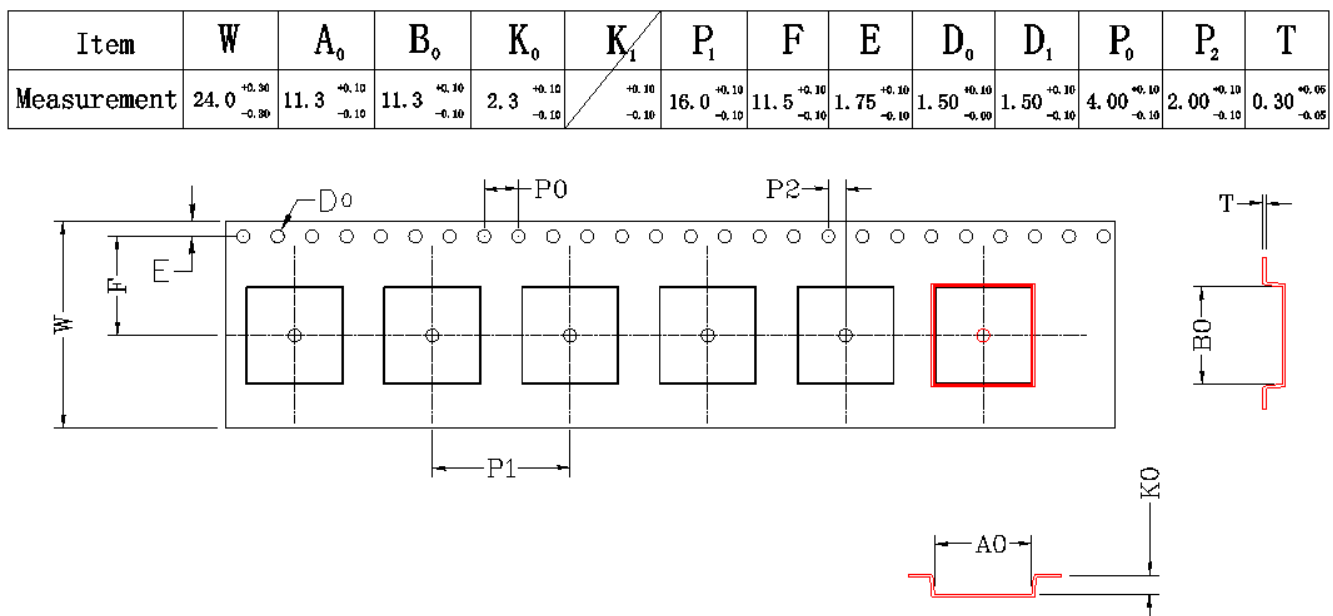 Item W A₀ B₀ K₀ K₁ P₁ F E D₀ D₁ P₀ P₂ T
Measurement 24.0 +0.30 -0.30 11.3 +0.10 -0.10 11.3 +0.10 -0.10 2.3 +0.10 -0.10 +0.10 -0.10 16.0 +0.10 -0.10 11.5 +0.10 -0.10 1.75 +0.10 -0.10 1.50 +0.10 -0.00 1.50 +0.10 -0.10 4.00 +0.10 -0.10 2.00 +0.10 -0.10 0.30 +0.05 -0.05
D0
P0
P2
T
E
F
W
B0
P1
K0
A0